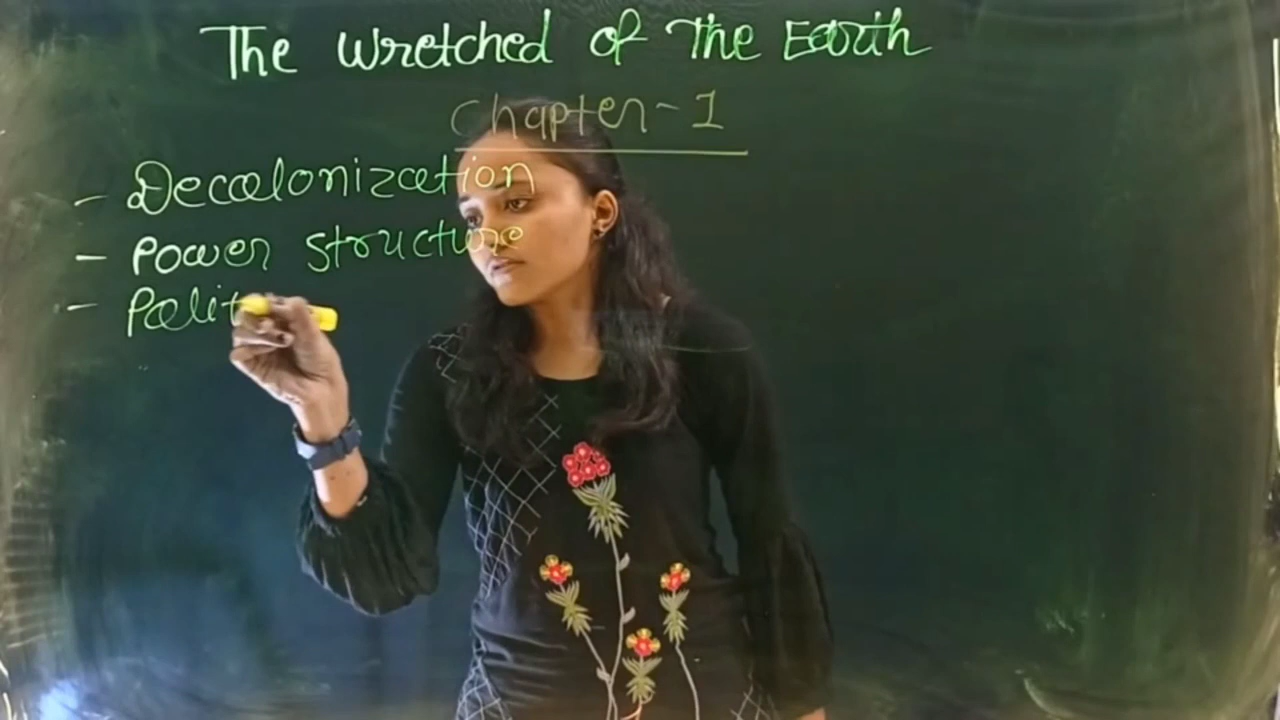 The Wretched of The Earth
Chapter-1
- Decolonization
- Power structure
- Polit